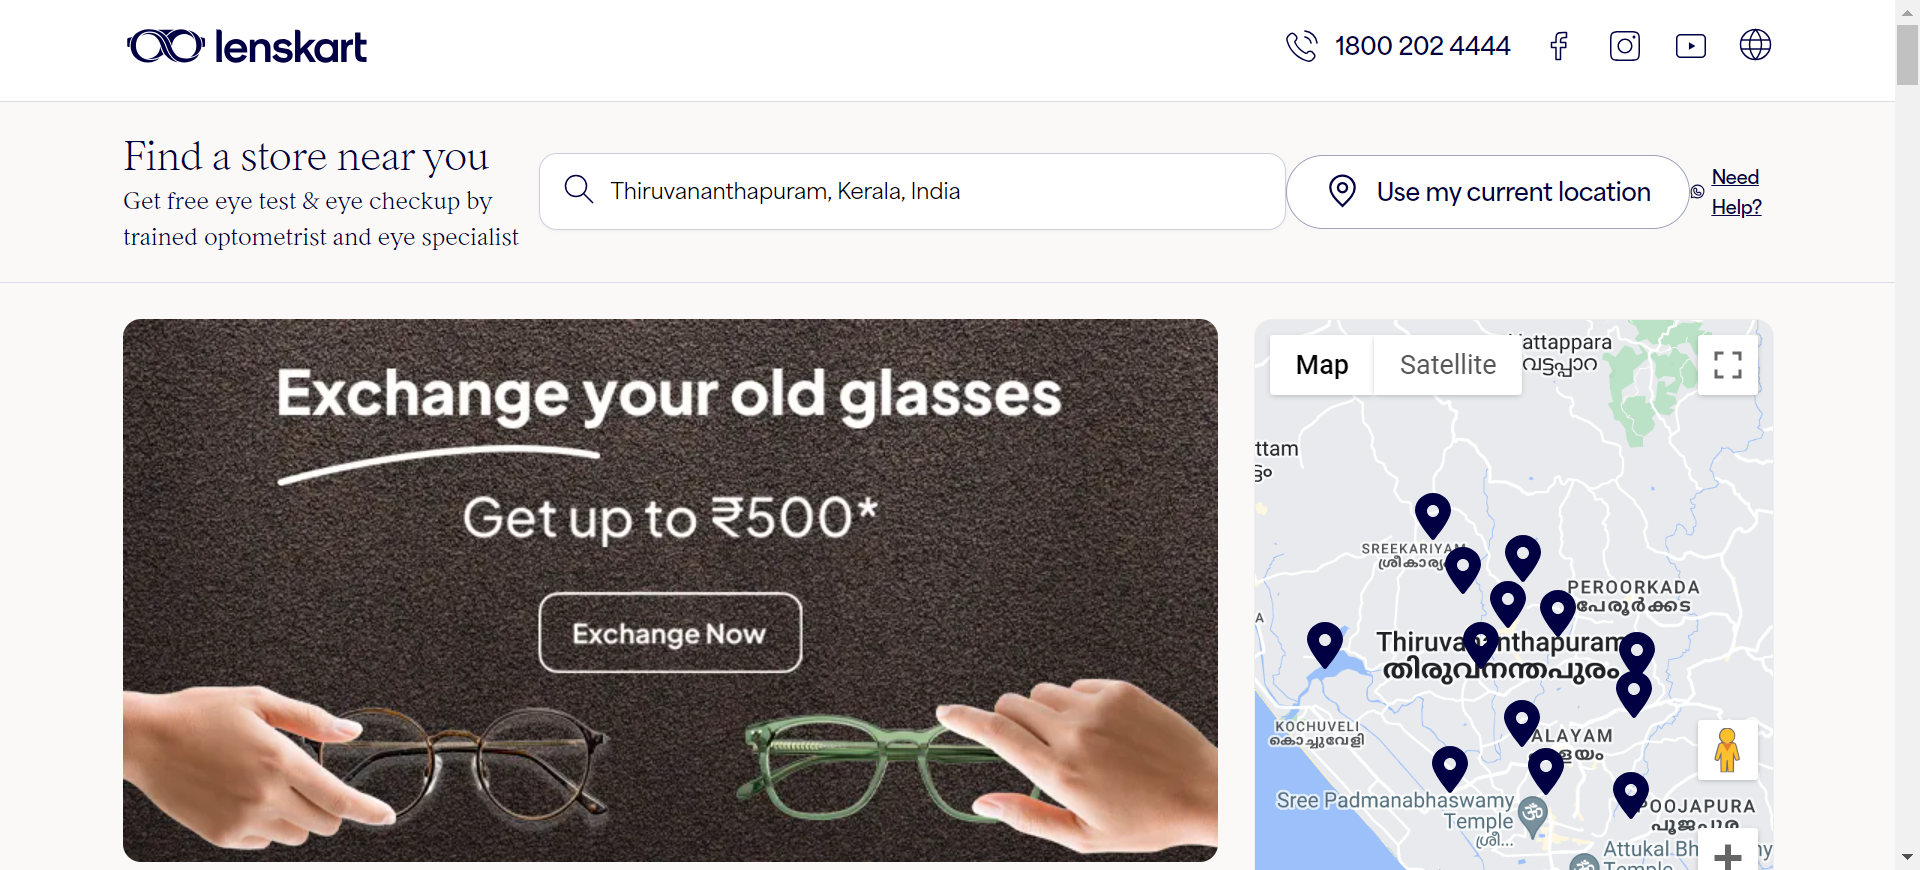 lenskart
1800 202 4444
Find a store near you
Get free eye test & eye checkup by
trained optometrist and eye specialist
Thiruvananthapuram, Kerala, India
Use my current location
Need
Help?
Exchange your old glasses
Get up to ₹500*
Exchange Now
Map
Satellite
attappara
വട്ടപ്പാറ
ttam
SREEKARIYAM
ശ്രീകാര്യം
PEROORKADA
പേരൂർക്കട
A
Thiruvananthapuram
തിരുവനന്തപുരം
KOCHUVELI
കൊച്ചുവേളി
ALAYAM
ളയം
Sree Padmanabhaswamy
Temple
ശ്രീ...
POOJAPURA
പൂജപ്പുര
Attukal Bh
my
Temple